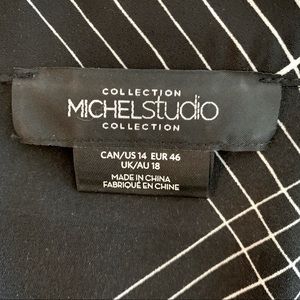 COLLECTION
MICHELstudio
COLLECTION
CAN/US 14 EUR 46
UK/AU 18
MADE IN CHINA
FABRIQUÉ EN CHINE